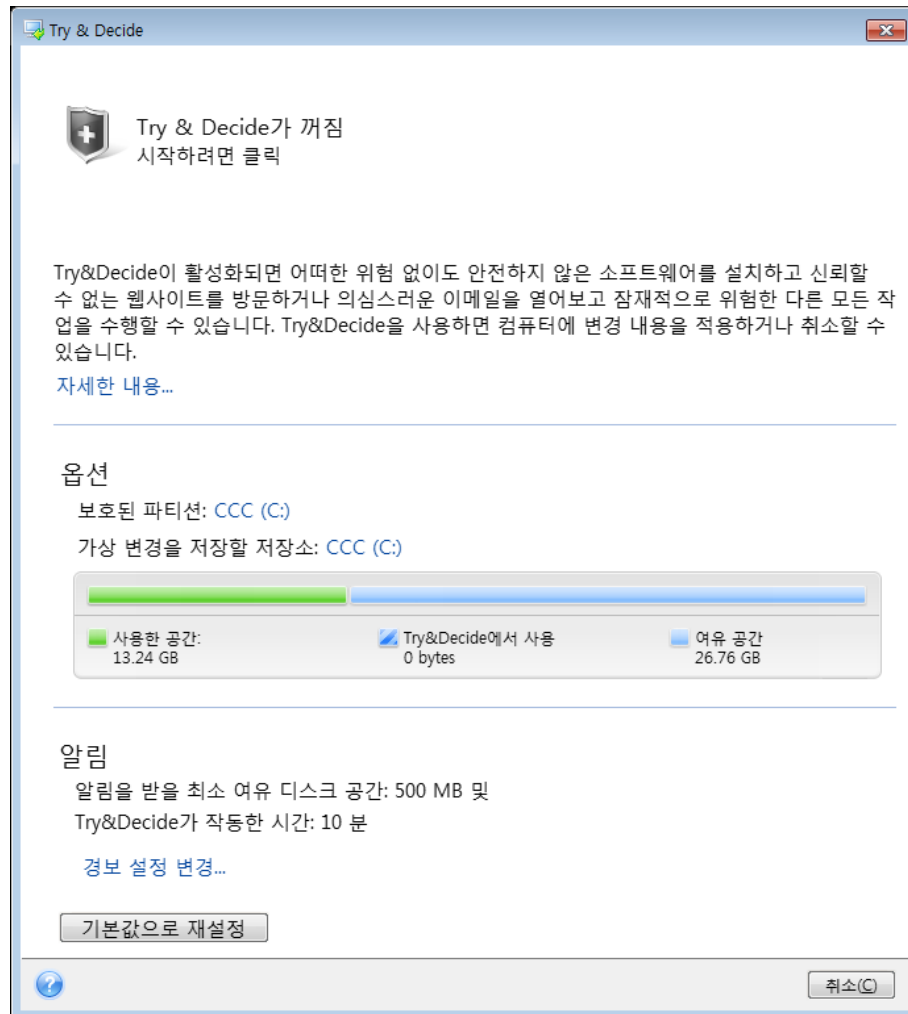 Try & Decide
Try & Decide가 꺼짐
시작하려면 클릭
Try&Decide이 활성화되면 어떠한 위험 없이도 안전하지 않은 소프트웨어를 설치하고 신뢰할
수 없는 웹사이트를 방문하거나 의심스러운 이메일을 열어보고 잠재적으로 위험한 다른 모든 작
업을 수행할 수 있습니다. Try&Decide을 사용하면 컴퓨터에 변경 내용을 적용하거나 취소할 수
있습니다.
자세한 내용...
옵션
보호된 파티션: CCC (C:)
가상 변경을 저장할 저장소: CCC (C:)
사용한 공간:
13.24 GB
Try&Decide에서 사용
0 bytes
여유 공간
26.76 GB
알림
알림을 받을 최소 여유 디스크 공간: 500 MB 및
Try&Decide가 작동한 시간: 10 분
경보 설정 변경...
기본값으로 재설정
취소(C)